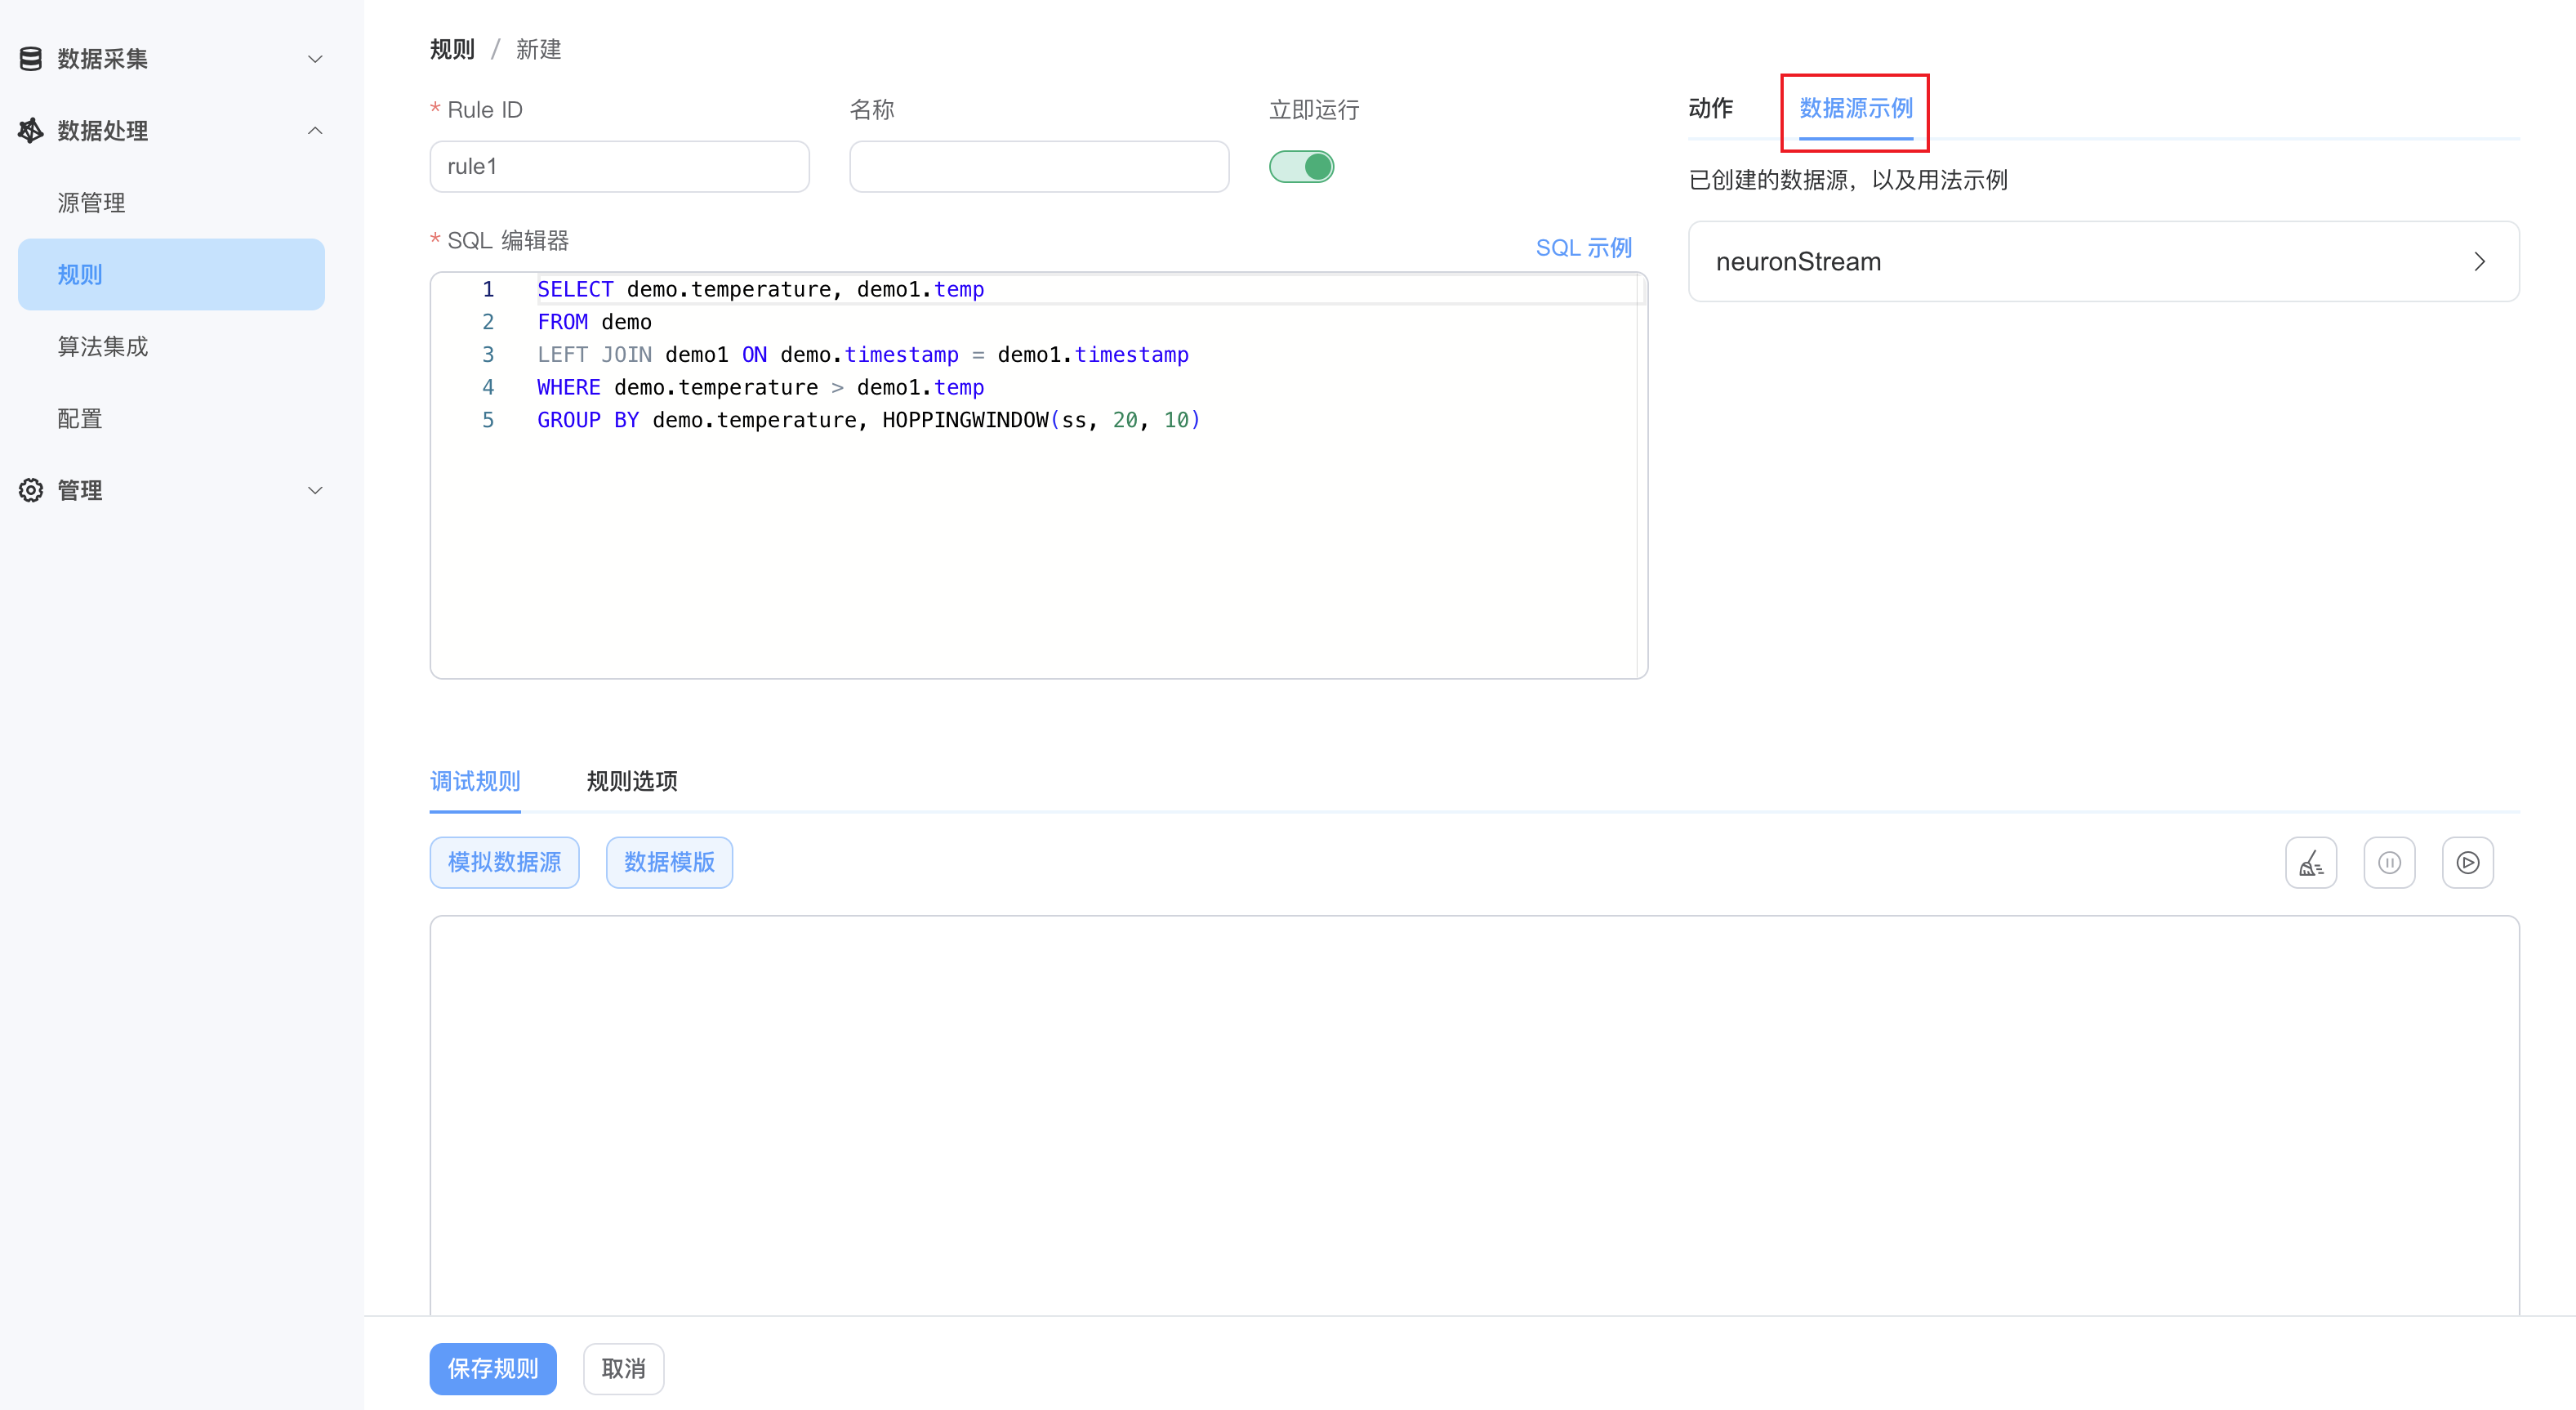 数据采集
数据处理
源管理
规则
算法集成
配置
管理
规则 / 新建
* Rule ID
名称
立即运行
rule1
* SQL 编辑器
SQL 示例
1 SELECT demo.temperature, demo1.temp
2 FROM demo
3 LEFT JOIN demo1 ON demo.timestamp = demo1.timestamp
4 WHERE demo.temperature > demo1.temp
5 GROUP BY demo.temperature, HOPPINGWINDOW(ss, 20, 10)
动作
数据源示例
已创建的数据源，以及用法示例
neuronStream
调试规则
规则选项
模拟数据源
数据模版
保存规则
取消